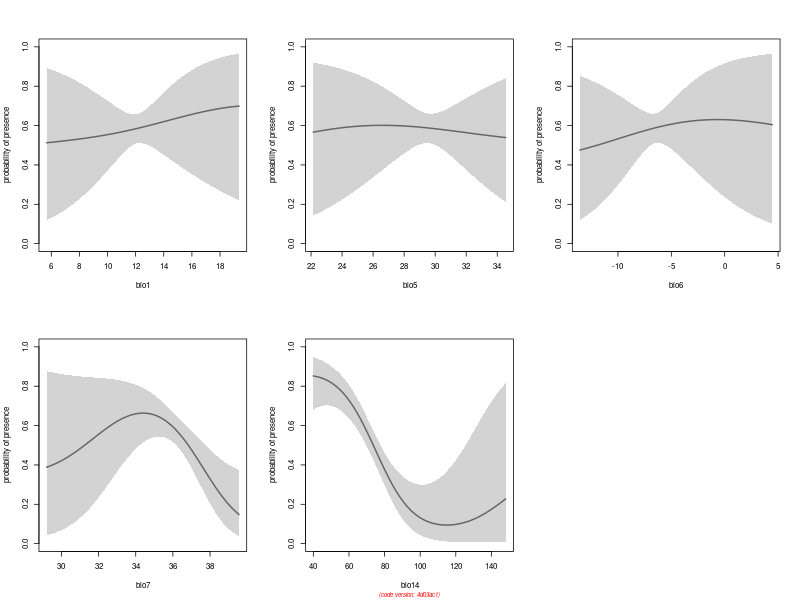 1.0
0.8
0.6
0.4
0.2
0.0
probability of presence
6 8 10 12 14 16 18
bio1
1.0
0.8
0.6
0.4
0.2
0.0
probability of presence
22 24 26 28 30 32 34
bio5
1.0
0.8
0.6
0.4
0.2
0.0
probability of presence
-10 -5 0 5
bio6
1.0
0.8
0.6
0.4
0.2
0.0
probability of presence
30 32 34 36 38
bio7
1.0
0.8
0.6
0.4
0.2
0.0
probability of presence
40 60 80 100 120 140
bio14
(code version: 4d03ac1)